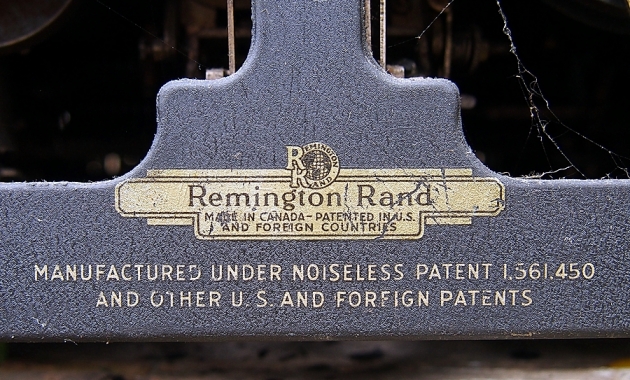 REMINGTON RAND
Remington Rand
MADE IN CANADA-PATENTED IN U.S.
AND FOREIGN COUNTRIES
MANUFACTURED UNDER NOISELESS PATENT 1.561.450
AND OTHER U.S. AND FOREIGN PATENTS